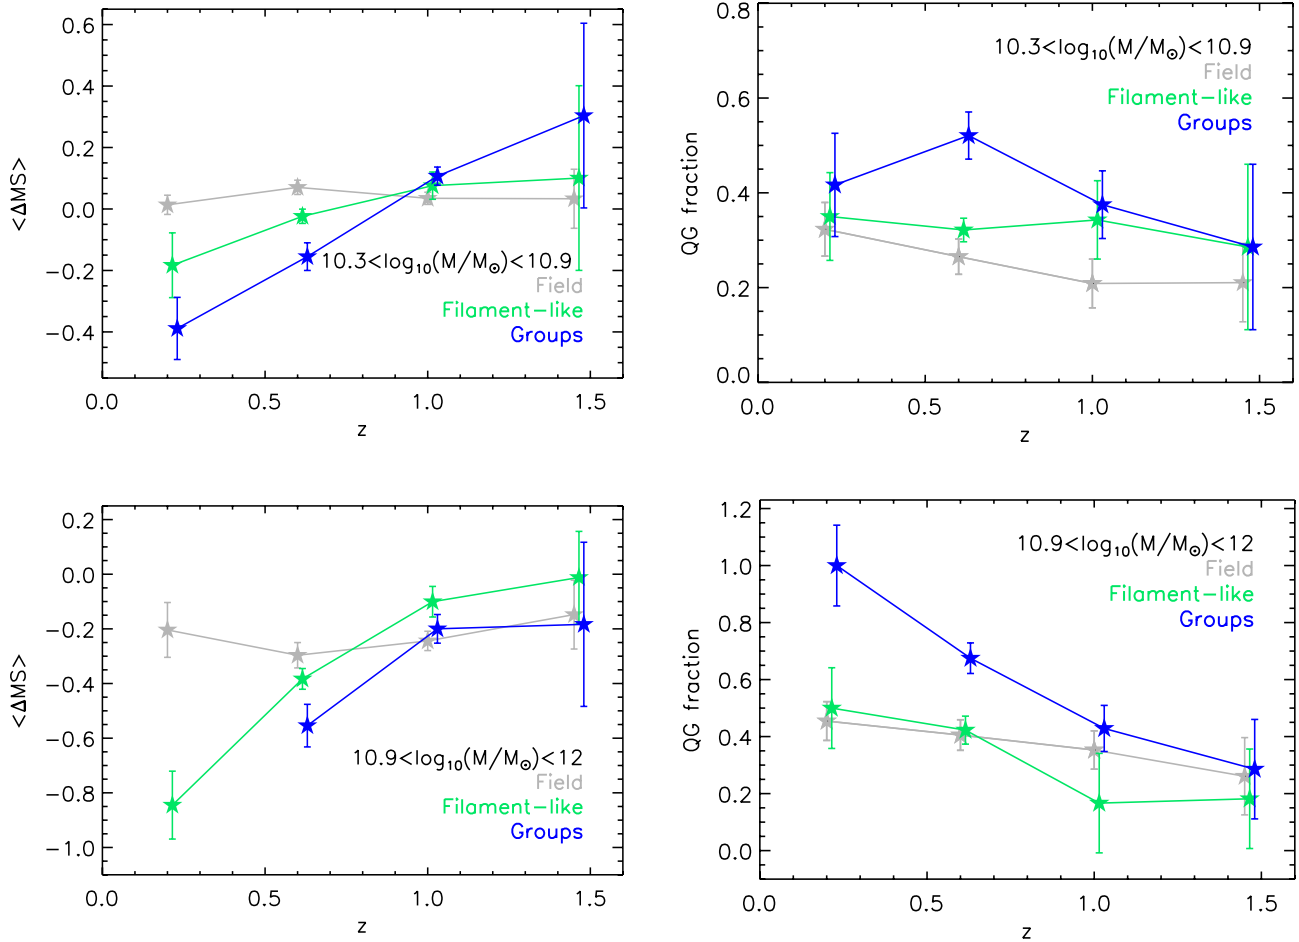 0.6
0.4
0.2
0.0
−0.2
−0.4
<ΔMS>
10.3<log10(M/M⊙)<10.9
Field
Filament−like
Groups
0.0 0.5 1.0 1.5
z
0.8
0.6
0.4
0.2
0.0
QG fraction
10.3<log10(M/M⊙)<10.9
Field
Filament−like
Groups
0.0 0.5 1.0 1.5
z
0.2
0.0
−0.2
−0.4
−0.6
−0.8
−1.0
<ΔMS>
10.9<log10(M/M⊙)<12
Field
Filament−like
Groups
0.0 0.5 1.0 1.5
z
1.2
1.0
0.8
0.6
0.4
0.2
0.0
QG fraction
10.9<log10(M/M⊙)<12
Field
Filament−like
Groups
0.0 0.5 1.0 1.5
z